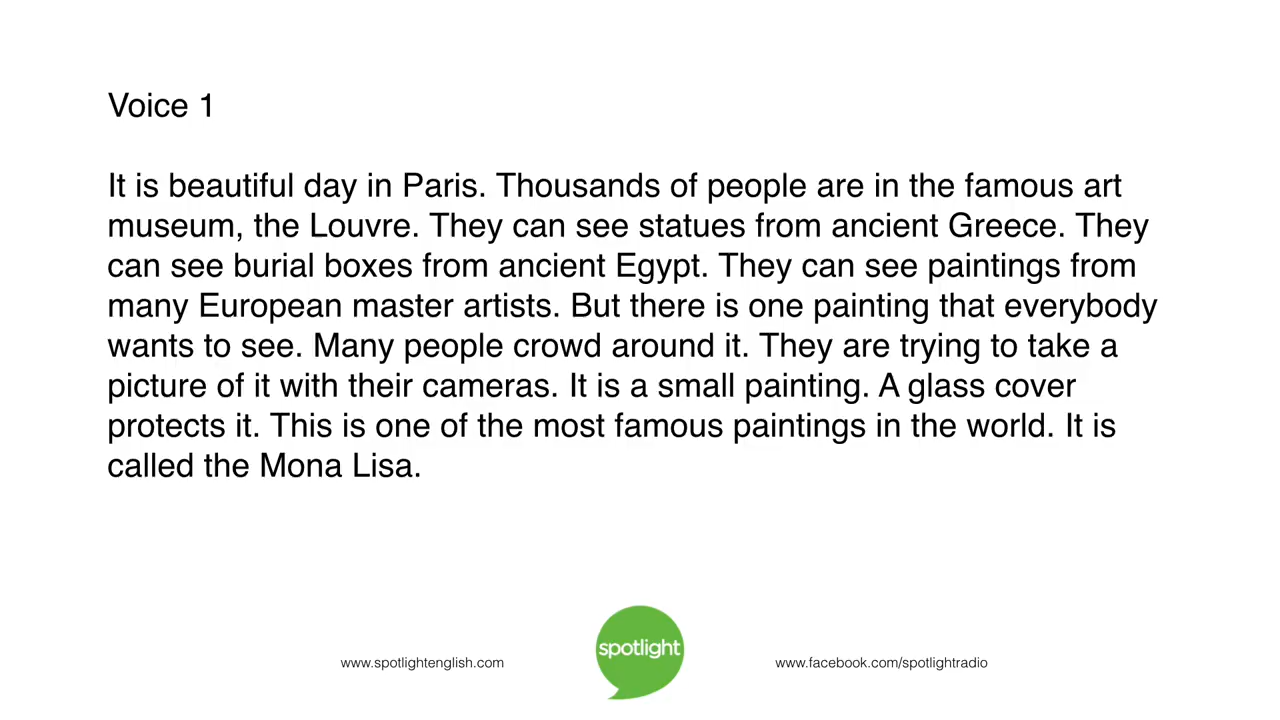 Voice 1
It is beautiful day in Paris. Thousands of people are in the famous art
museum, the Louvre. They can see statues from ancient Greece. They
can see burial boxes from ancient Egypt. They can see paintings from
many European master artists. But there is one painting that everybody
wants to see. Many people crowd around it. They are trying to take a
picture of it with their cameras. It is a small painting. A glass cover
protects it. This is one of the most famous paintings in the world. It is
called the Mona Lisa.
spotlight
www.spotlightenglish.com
www.facebook.com/spotlightradio